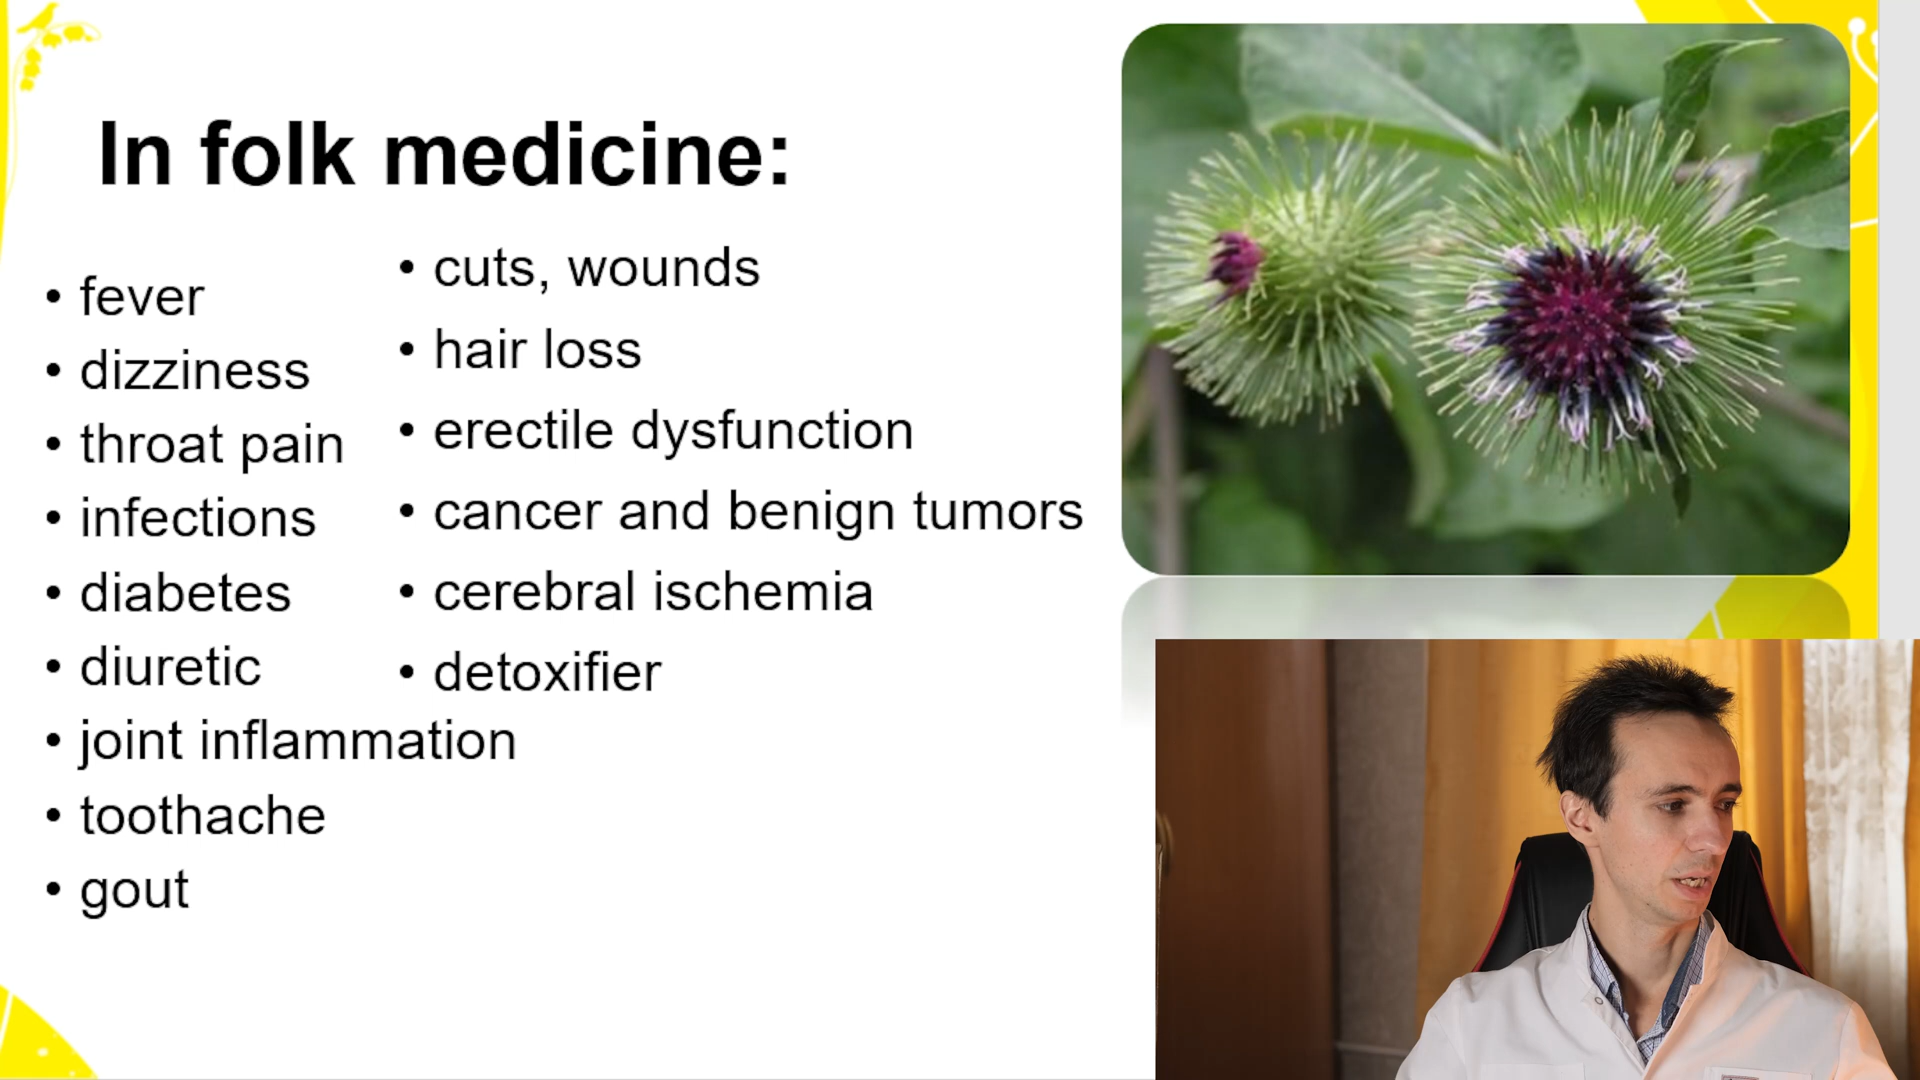 In folk medicine:
• fever
• dizziness
• throat pain
• infections
• diabetes
• diuretic
• joint inflammation
• toothache
• gout
• cuts, wounds
• hair loss
• erectile dysfunction
• cancer and benign tumors
• cerebral ischemia
• detoxifier